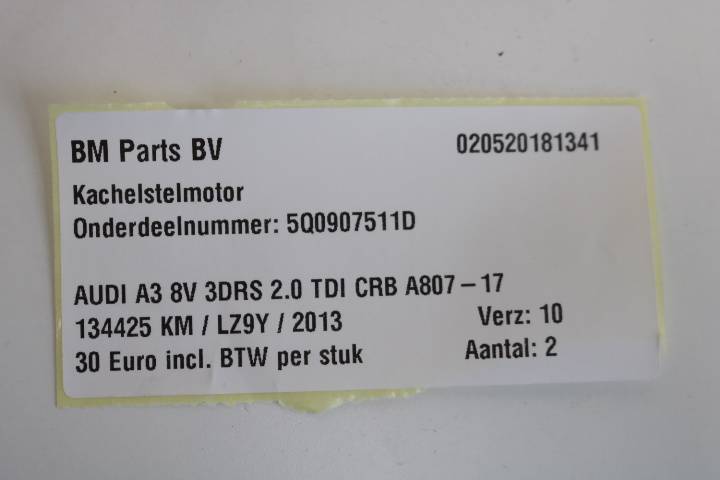 BM Parts BV 020520181341
Kachelstelmotor
Onderdeelnummer: 5Q0907511D
AUDI A3 8V 3DRS 2.0 TDI CRB A807 – 17
134425 KM / LZ9Y / 2013 Verz: 10
30 Euro incl. BTW per stuk Aantal: 2